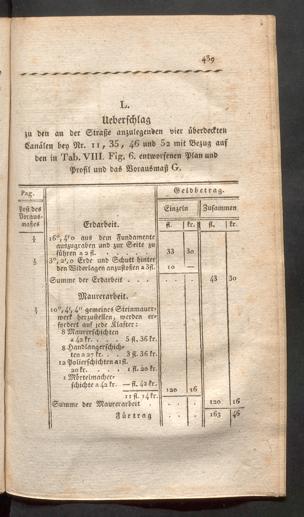 439
L.
Ueberschlag
zu den an der Straße anzulegenden vier überdeckten
Canälen bey Nr. 11, 35, 46 und 52 mit Bezug auf
den in Tab. VIII. Fig. 6. entworfenen Plan und
Profil und das Vorausmaß G.
Pag.
Post des
Voraus-
maßes
Geldbetrag.
Einzeln Zusammen
fl. kr. fl. kr.
Erdarbeit.
16°, 4′, 0 aus dem Fundamente
auszugraben und zur Seite zu
führen a 2 fl. . . . 33 30
3°, 2′, 0 Erde und Schutt hinter
den Widerlagen anzustoßen a 3 fl. 10 —
Summe der Erdarbeit . . . . 43 30
Maurerarbeit.
10°, 4′, 4″ gemeines Steinmauer-
werk herzustellen, werden er-
fordert auf jede Klafter:
8 Maurerschichten
a 42 kr. . . . 5 fl. 36 kr.
8 Handlangerschich-
ten a 27 kr. . 3 fl. 36 kr.
12 Polierschichten a 1 fl.
20 kr. . . . 1 fl. 20 kr.
1 Mörtelmacher-
schichte a 42 kr. — fl. 42 kr.
11 fl. 14 kr. 120 16
Summe der Maurerarbeit . . . 120 16
Fürtrag . . 163 46